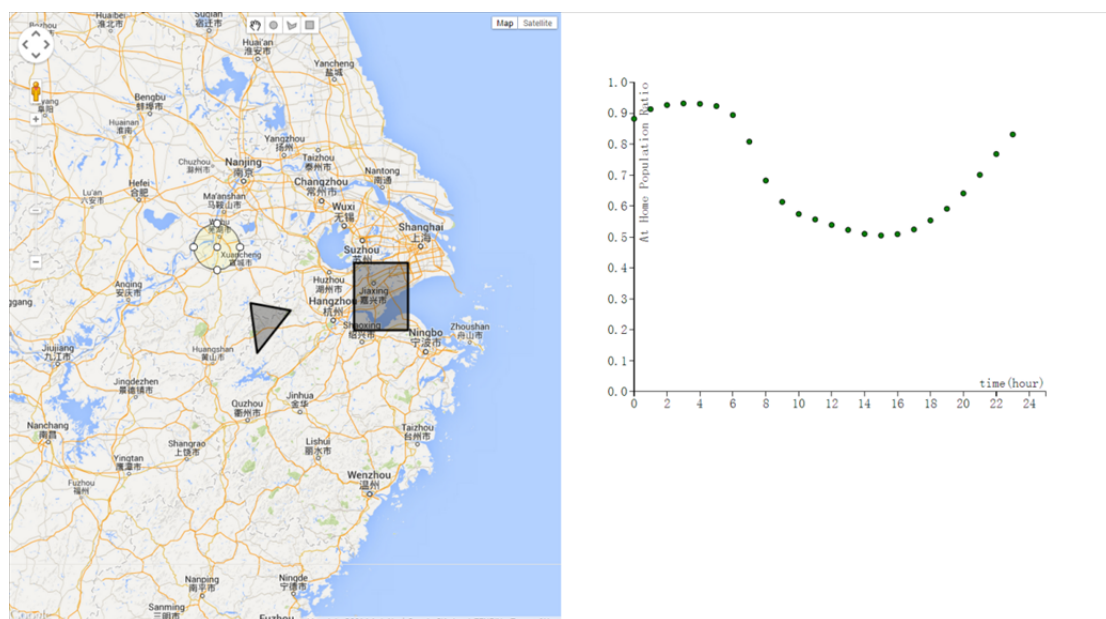 Map Satellite
Suqian
宿迁市
淮北市
Huai'an
淮安市
Yancheng
盐城
Bengbu
蚌埠市
阜阳
Huainan
淮南
Yangzhou
扬州
Chuzhou
滁州市
Nanjing
南京
Taizhou
泰州市
Nantong
南通
Hefei
合肥
Lu'an
六安市
Changzhou
常州市
Ma'anshan
马鞍山市
Wuxi
无锡
Shanghai
上海
Suzhou
Xuancheng
宣城市
Huzhou
湖州市
Anqing
安庆市
Jiaxing
嘉兴市
Hangzhou
杭州
Shaoxing
绍兴市
Ningbo
宁波市
Zhoushan
舟山市
Huangshan
黄山市
Jiujiang
九江市
Jingdezhen
景德镇市
Quzhou
衢州市
Jinhua
金华
Nanchang
南昌
Shangrao
上饶市
Yingtan
鹰潭市
Lishui
丽水市
Taizhou
台州市
Fuzhou
福州
Wenzhou
温州
Nanping
南平市
Ningde
宁德市
Sanming
三明市
Fuzhou
At Home Population Ratio
1.0
0.9
0.8
0.7
0.6
0.5
0.4
0.3
0.2
0.1
0.0
time(hour)
0 2 4 6 8 10 12 14 16 18 20 22 24